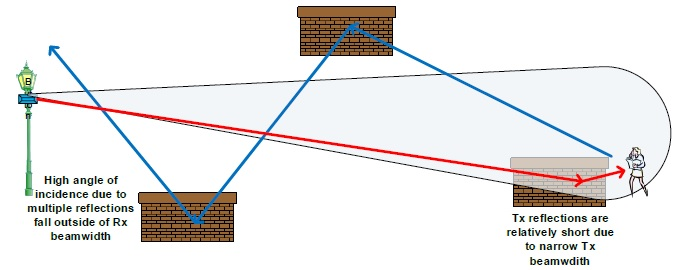 B
High angle of
incidence due to
multiple reflections
fall outside of Rx
beamwidth
Tx reflections are
relatively short due
to narrow Tx
beamwdith